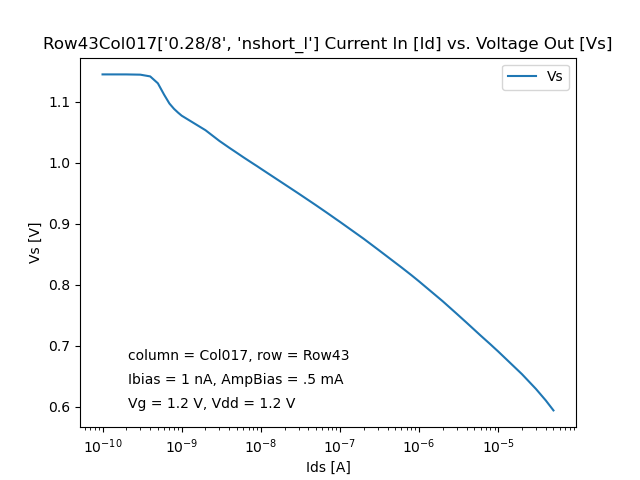 Row43Col017['0.28/8', 'nshort_l'] Current In [Id] vs. Voltage Out [Vs]
Vs
1.1
1.0
0.9
0.8
0.7
0.6
Vs [V]
column = Col017, row = Row43
Ibias = 1 nA, AmpBias = .5 mA
Vg = 1.2 V, Vdd = 1.2 V
10⁻¹⁰ 10⁻⁹ 10⁻⁸ 10⁻⁷ 10⁻⁶ 10⁻⁵
Ids [A]